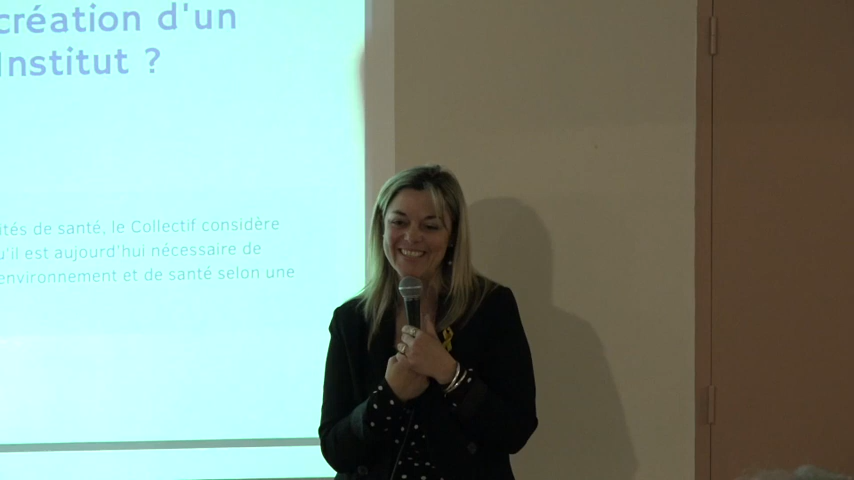 création d'un
Institut ?
ités de santé, le Collectif considère
u'il est aujourd'hui nécessaire de
environnement et de santé selon une